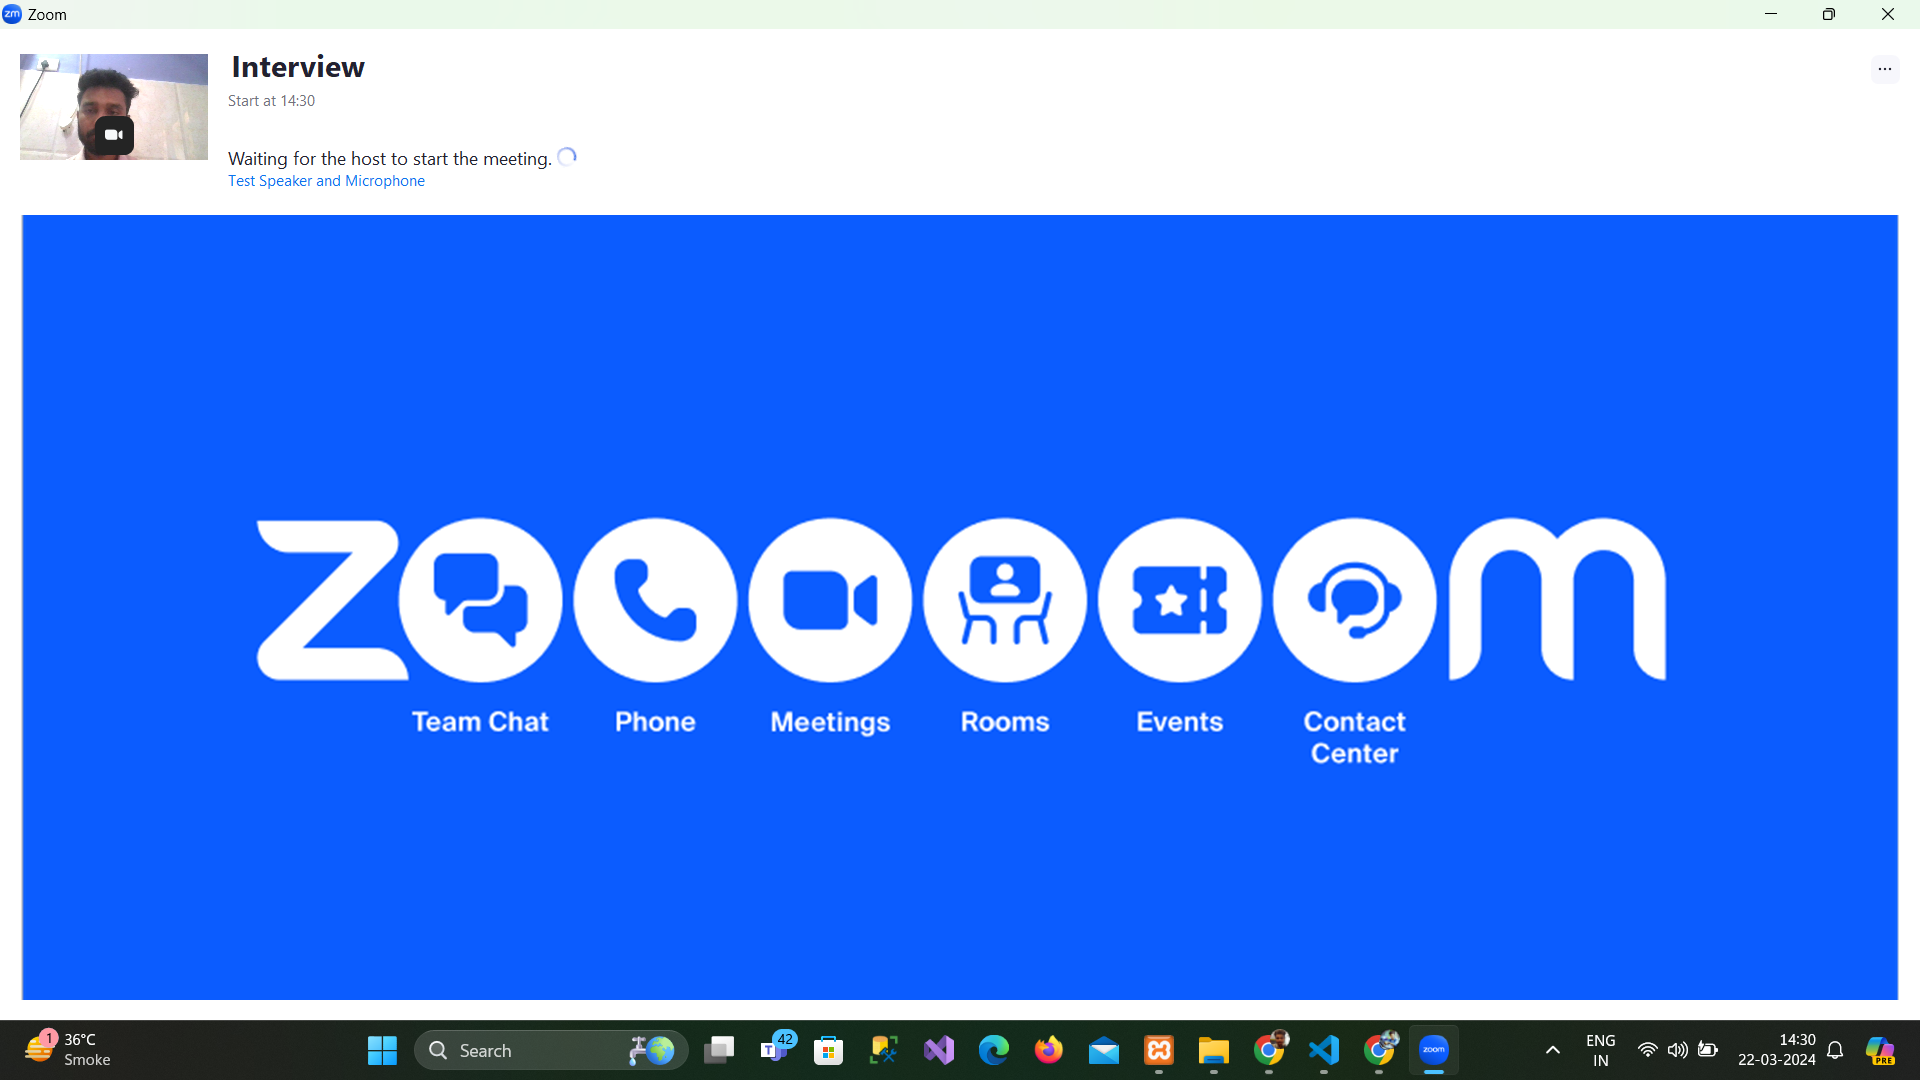 zm Zoom
Interview
Start at 14:30
Waiting for the host to start the meeting.
Test Speaker and Microphone
zoooooom
Team Chat
Phone
Meetings
Rooms
Events
Contact
Center
1
36°C
Smoke
Search
42
zoom
ENG
IN
14:30
22-03-2024
PRE